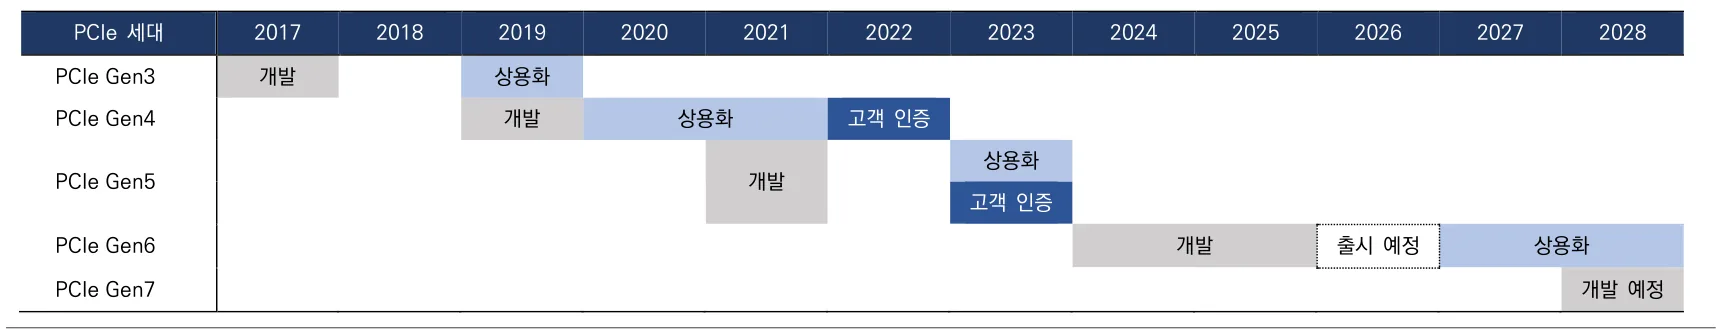 PCIe 세대 2017 2018 2019 2020 2021 2022 2023 2024 2025 2026 2027 2028
PCIe Gen3 개발 상용화
PCIe Gen4 개발 상용화 고객 인증
상용화
PCIe Gen5 개발
고객 인증
PCIe Gen6 개발 출시 예정 상용화
PCIe Gen7 개발 예정